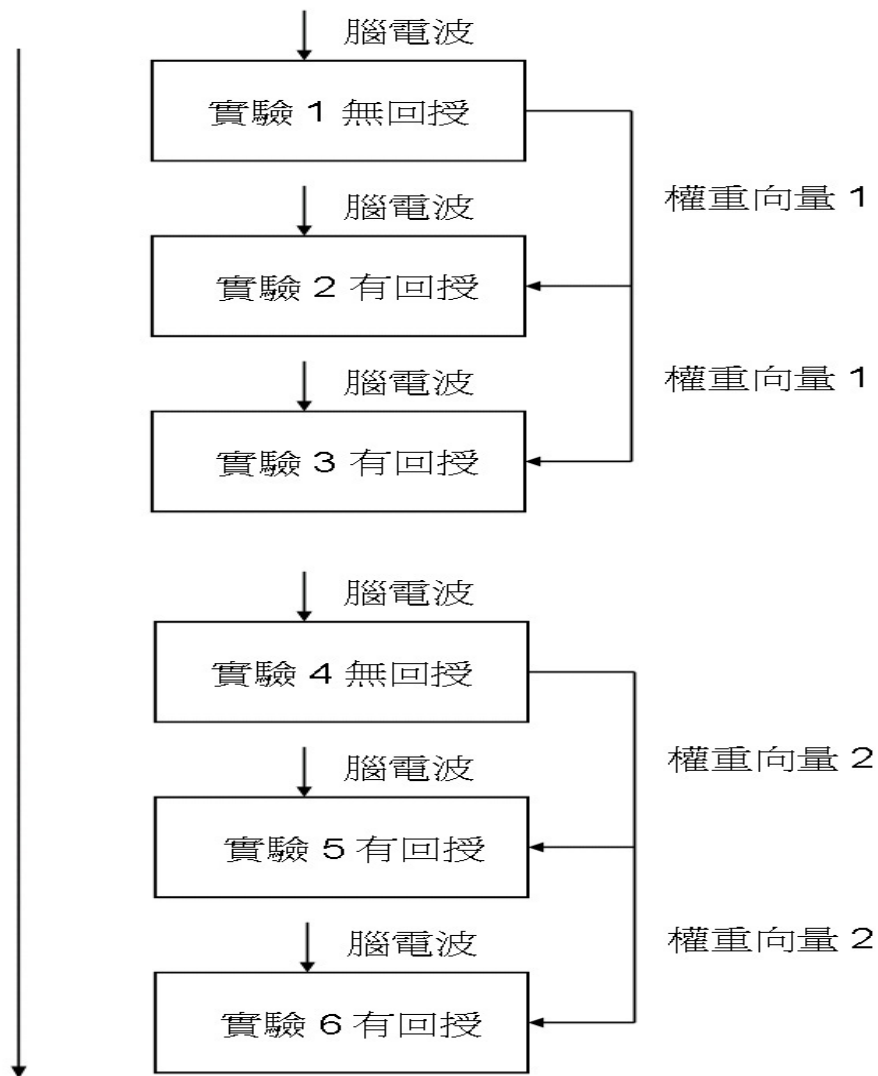 腦電波
實驗 1 無回授
權重向量 1
腦電波
實驗 2 有回授
權重向量 1
腦電波
實驗 3 有回授
腦電波
實驗 4 無回授
權重向量 2
腦電波
實驗 5 有回授
權重向量 2
腦電波
實驗 6 有回授